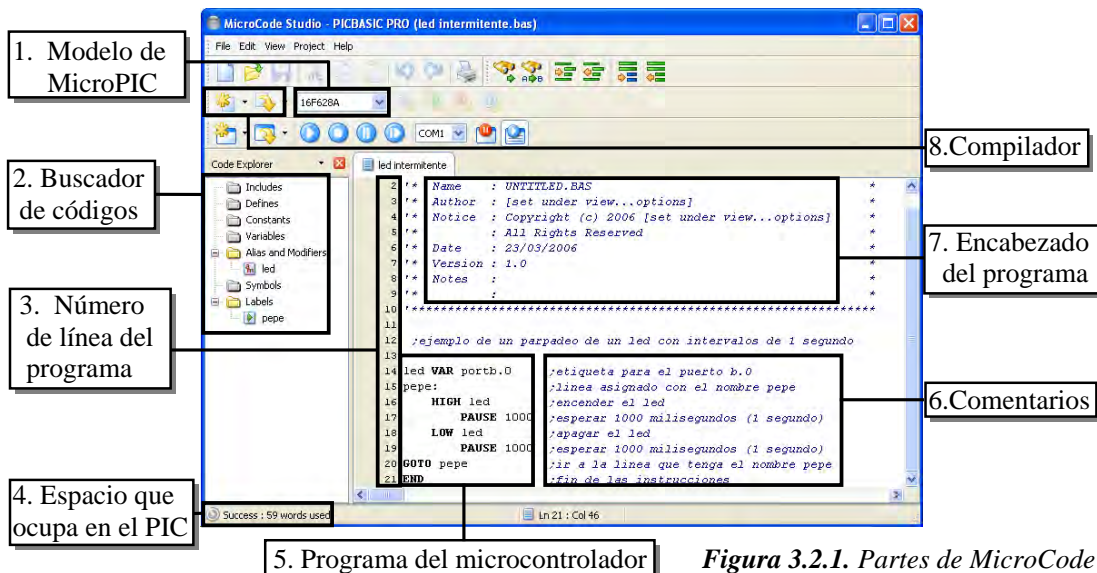 MicroCode Studio - PICBASIC PRO (led intermitente.bas)
File Edit View Project Help
1. Modelo de
MicroPIC
16F628A
COM1
8.Compilador
Code Explorer
led intermitente
2. Buscador
de códigos
Includes
Defines
Constants
Variables
Alias and Modifiers
led
Symbols
Labels
pepe
2 '* Name : UNTITLED.BAS *
3 '* Author : [set under view...options] *
4 '* Notice : Copyright (c) 2006 [set under view...options] *
5 '* : All Rights Reserved *
6 '* Date : 23/03/2006 *
7 '* Version : 1.0 *
8 '* Notes : *
9 '* : *
10 '****************************************************************
11
12 ;ejemplo de un parpadeo de un led con intervalos de 1 segundo
13
14 led VAR portb.0 ;etiqueta para el puerto b.0
15 pepe: ;linea asignado con el nombre pepe
16 HIGH led ;encender el led
17 PAUSE 1000 ;esperar 1000 milisegundos (1 segundo)
18 LOW led ;apagar el led
19 PAUSE 1000 ;esperar 1000 milisegundos (1 segundo)
20 GOTO pepe ;ir a la linea que tenga el nombre pepe
21 END ;fin de las instrucciones
7. Encabezado
del programa
3. Número
de línea del
programa
6.Comentarios
4. Espacio que
ocupa en el PIC
Success : 59 words used
Ln 21 : Col 46
5. Programa del microcontrolador
Figura 3.2.1. Partes de MicroCode